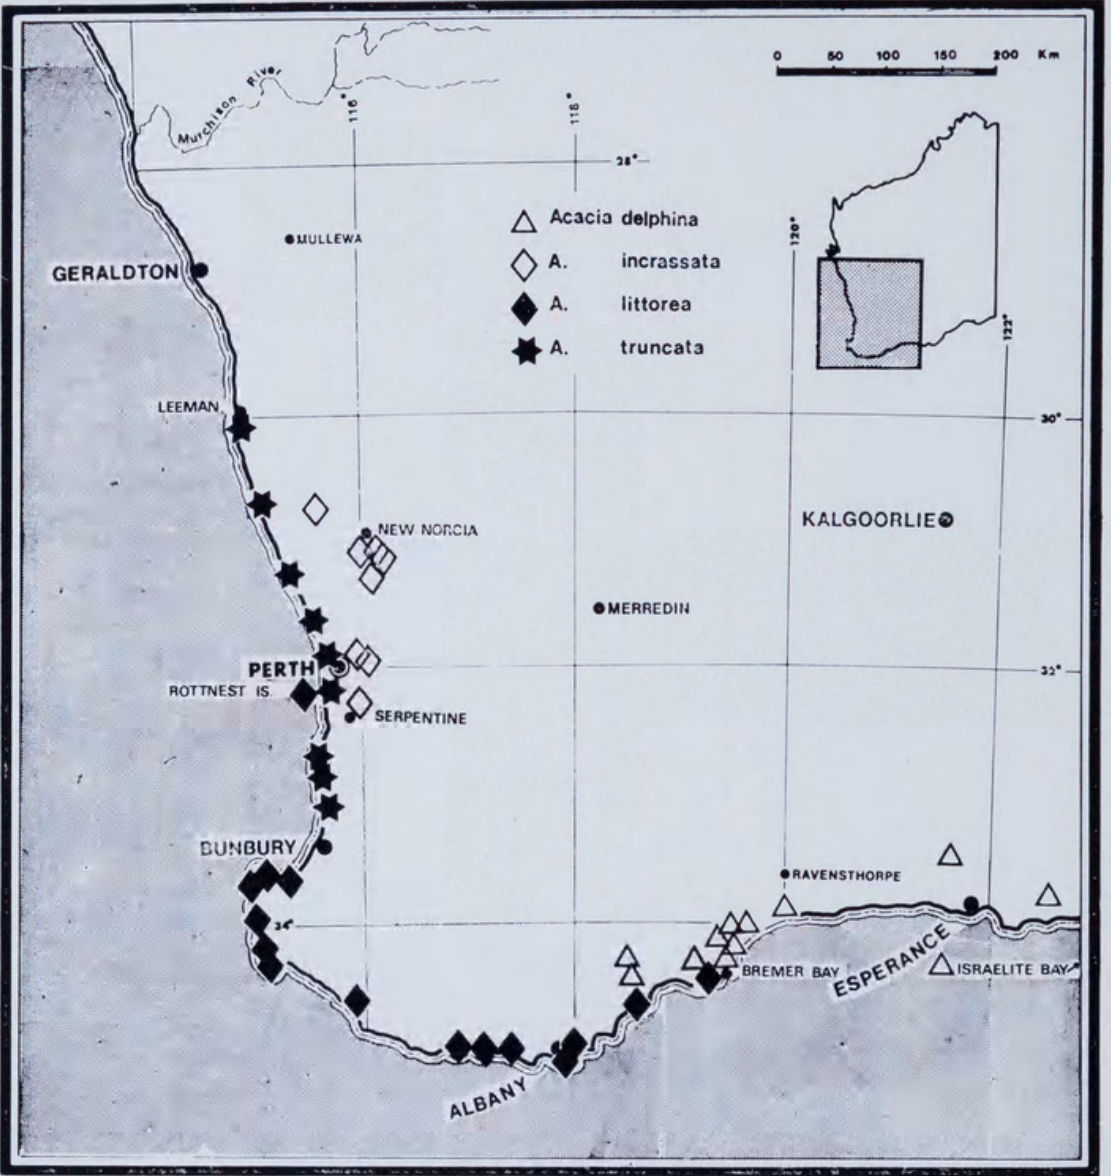 0 50 100 150 200 Km
Murchison River
116°
118°
28°
Acacia delphina
120°
MULLEWA
A. incrassata
GERALDTON
A. littorea
122°
A. truncata
LEEMAN
30°
KALGOORLIE
NEW NORCIA
MERREDIN
PERTH
32°
ROTTNEST IS.
SERPENTINE
BUNBURY
RAVENSTHORPE
34°
BREMER BAY
ESPERANCE
ISRAELITE BAY
ALBANY